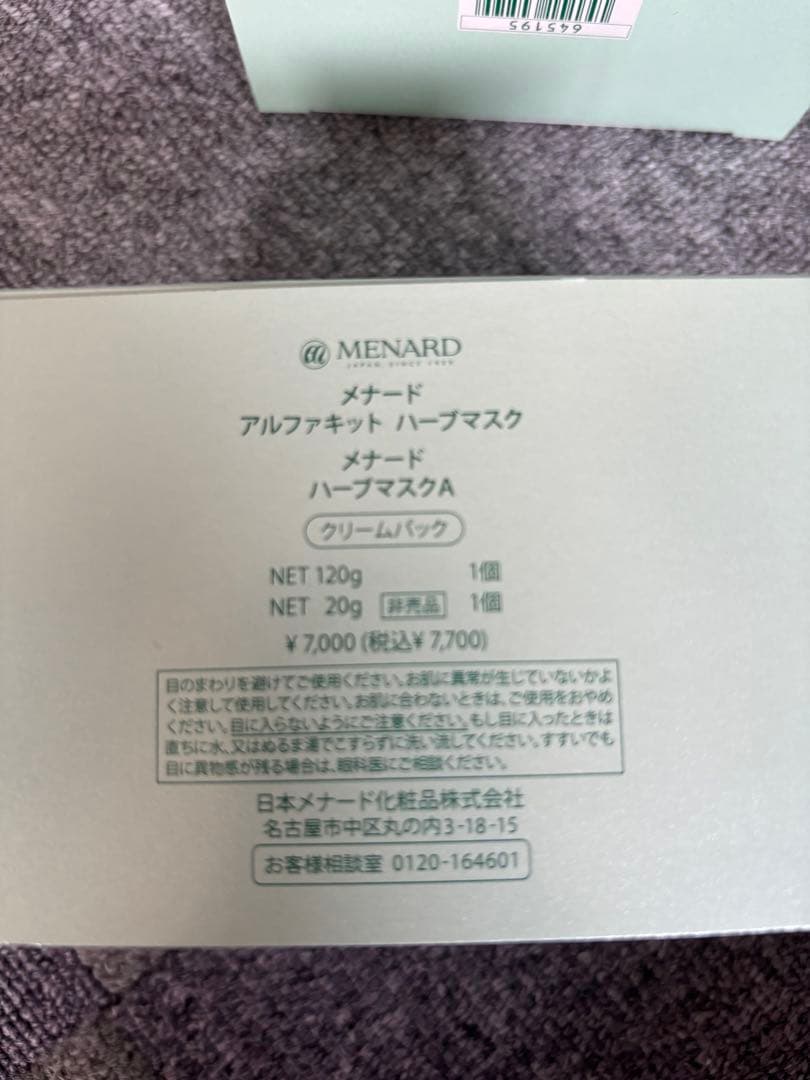 645195
MENARD
JAPAN, SINCE 1959
メナード
アルファキット ハーブマスク
メナード
ハーブマスクA
クリームパック
NET 120g 1個
NET 20g 非売品 1個
¥7,000(税込¥7,700)
目のまわりを避けてご使用ください。お肌に異常が生じていないかよ
く注意して使用してください。お肌に合わないときは、ご使用をおやめ
ください。目に入らないようにご注意ください。もし目に入ったときは
直ちに水、又はぬるま湯でこすらずに洗い流してください。すすいでも
目に異物感が残る場合は、眼科医にご相談ください。
日本メナード化粧品株式会社
名古屋市中区丸の内3-18-15
お客様相談室 0120-164601